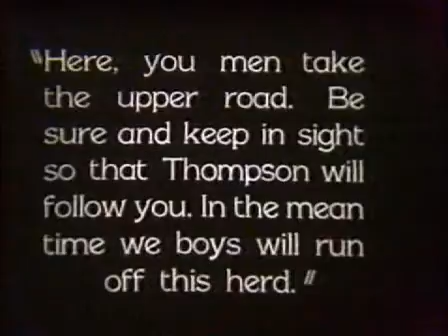 "Here, you men take
the upper road. Be
sure and keep in sight
so that Thompson will
follow you. In the mean
time we boys will run
off this herd."